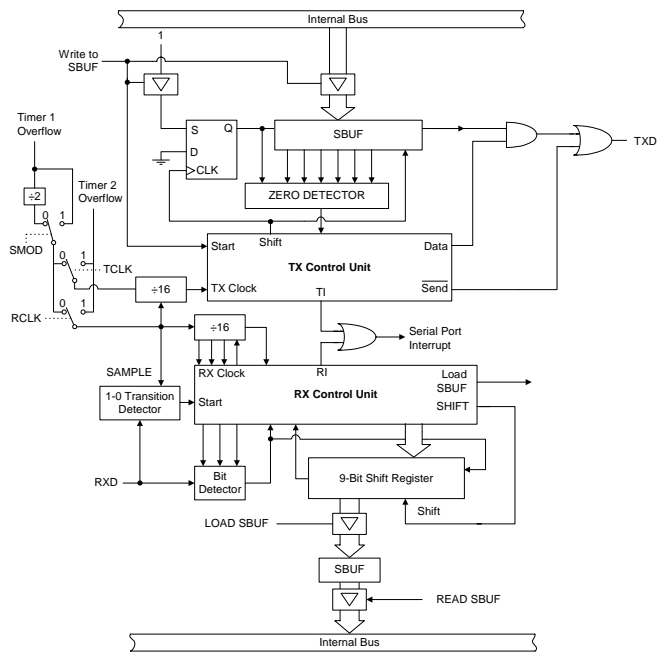 Internal Bus
1
Write to
SBUF
S
Q
D
CLK
SBUF
TXD
Timer 1
Overflow
÷2
Timer 2
Overflow
ZERO DETECTOR
0
1
SMOD
Shift
Start
Data
TX Control Unit
TX Clock
TI
Send
0
1
TCLK
÷16
0
1
RCLK
÷16
Serial Port
Interrupt
SAMPLE
RX Clock
RI
Load
SBUF
1-0 Transition
Detector
Start
RX Control Unit
SHIFT
RXD
Bit
Detector
9-Bit Shift Register
Shift
LOAD SBUF
SBUF
READ SBUF
Internal Bus